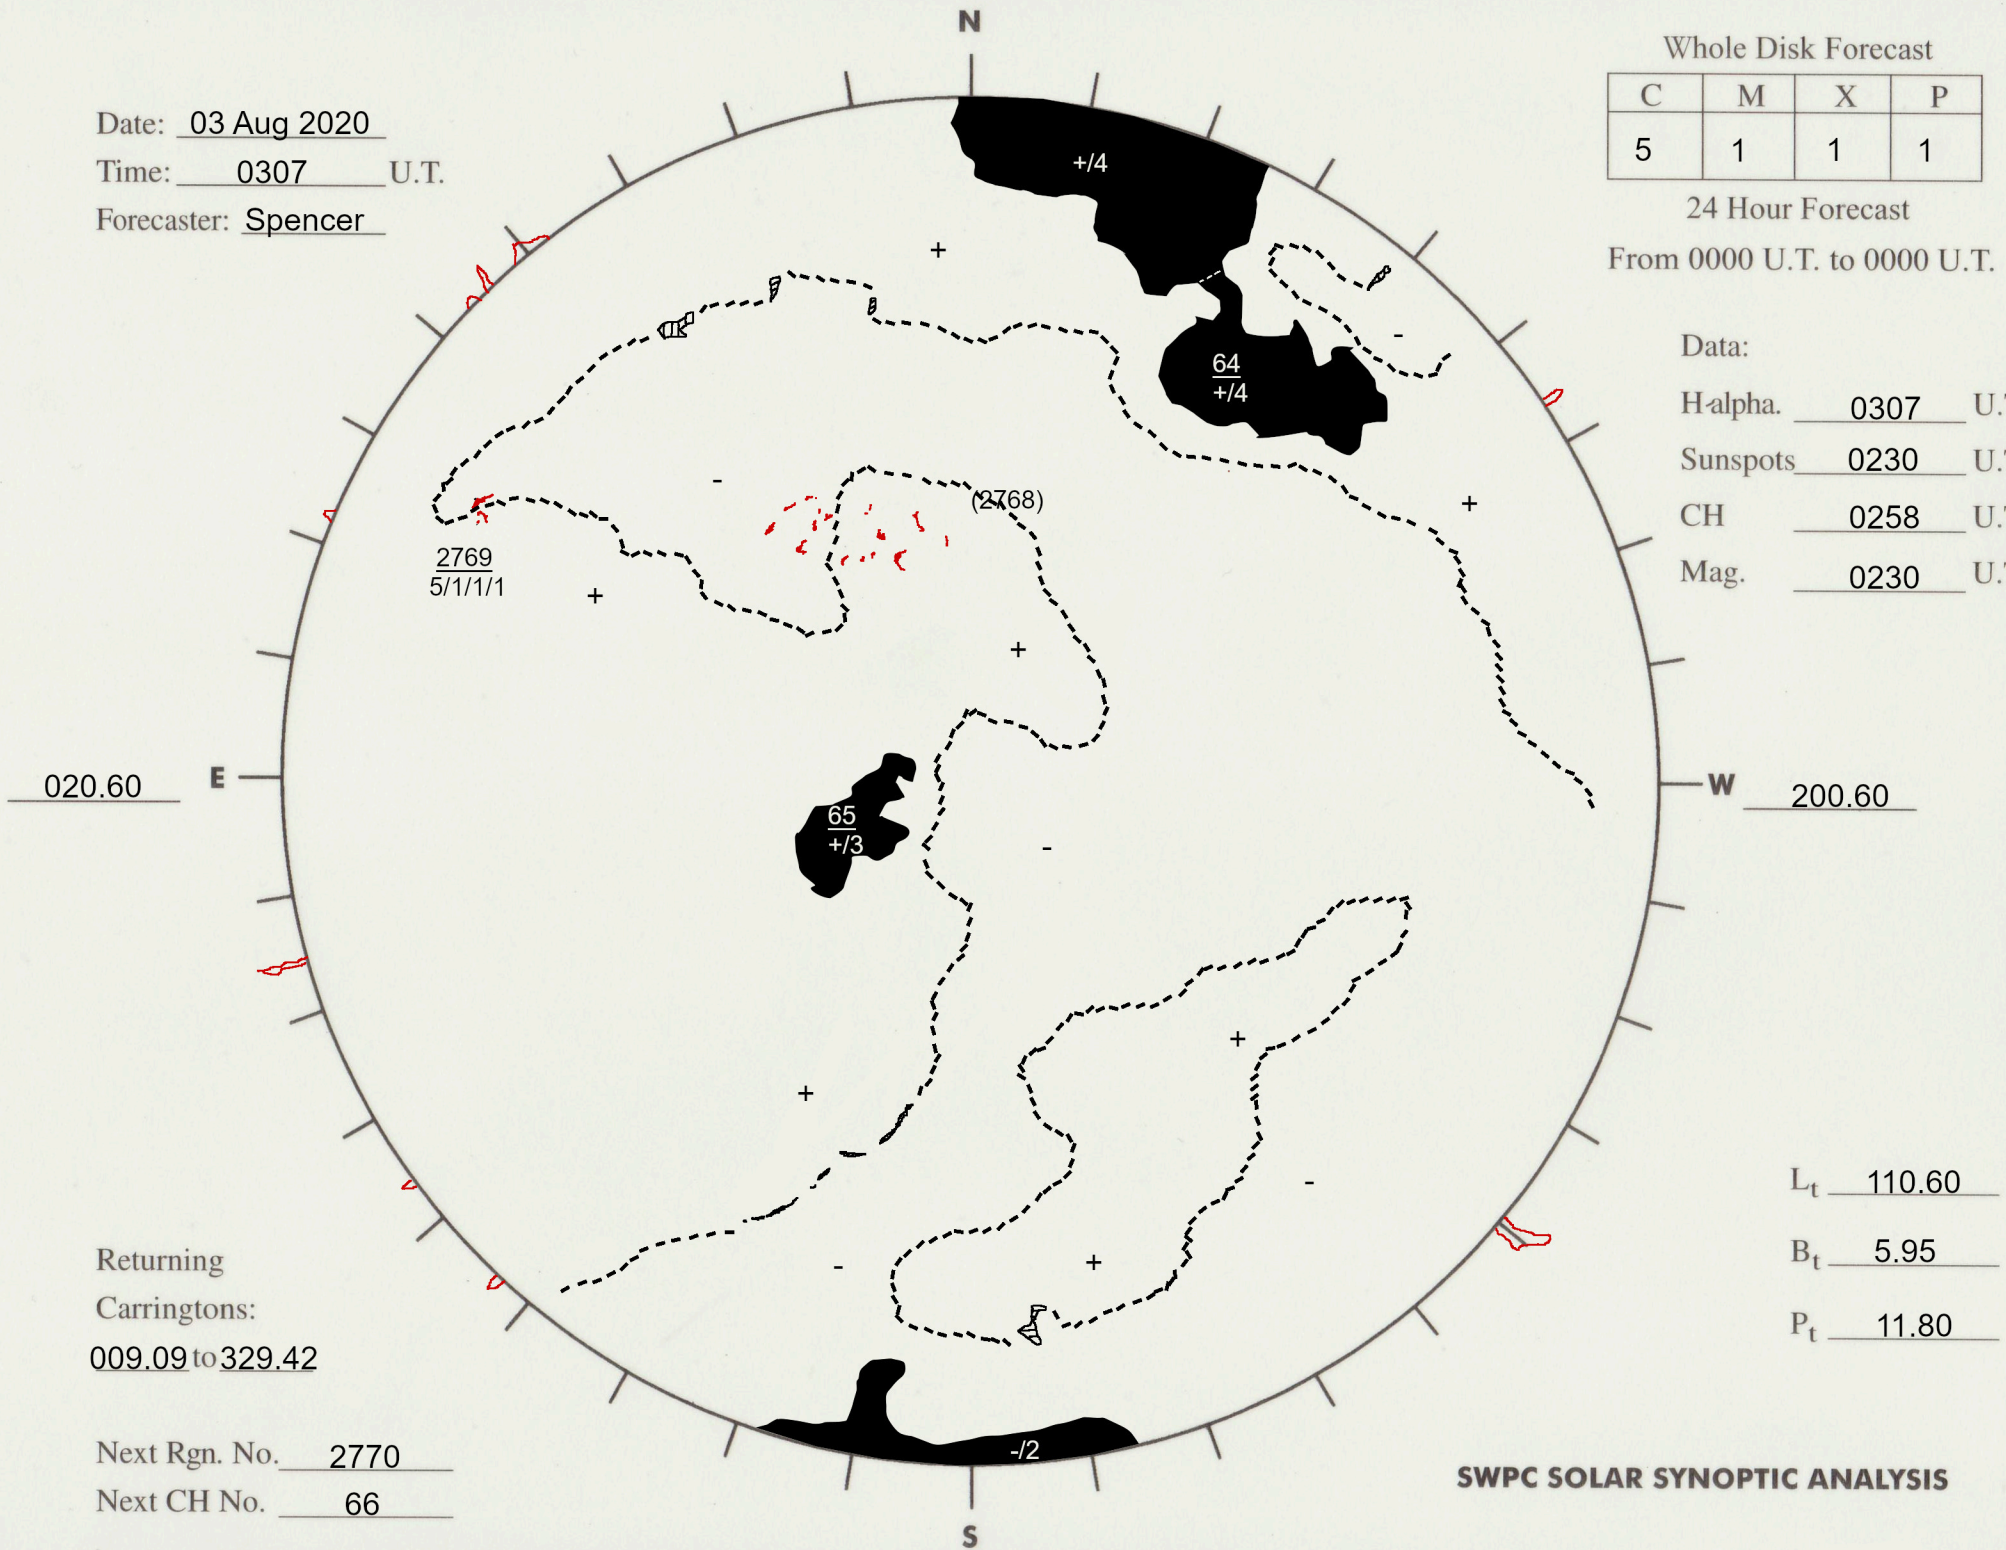 N
Date: 03 Aug 2020
Time: 0307 U.T.
Forecaster: Spencer
Whole Disk Forecast
C M X P
5 1 1 1
24 Hour Forecast
From 0000 U.T. to 0000 U.T.
Data:
H-alpha. 0307 U.T
Sunspots 0230 U.T
CH 0258 U.T
Mag. 0230 U.T
+/4
+
-
64
+/4
-
(2768)
+
2769
5/1/1/1
+
+
020.60 E
W 200.60
65
+/3
-
+
+
-
-
+
-/2
Lt 110.60
Bt 5.95
Pt 11.80
Returning
Carringtons:
009.09 to 329.42
Next Rgn. No. 2770
Next CH No. 66
SWPC SOLAR SYNOPTIC ANALYSIS
S